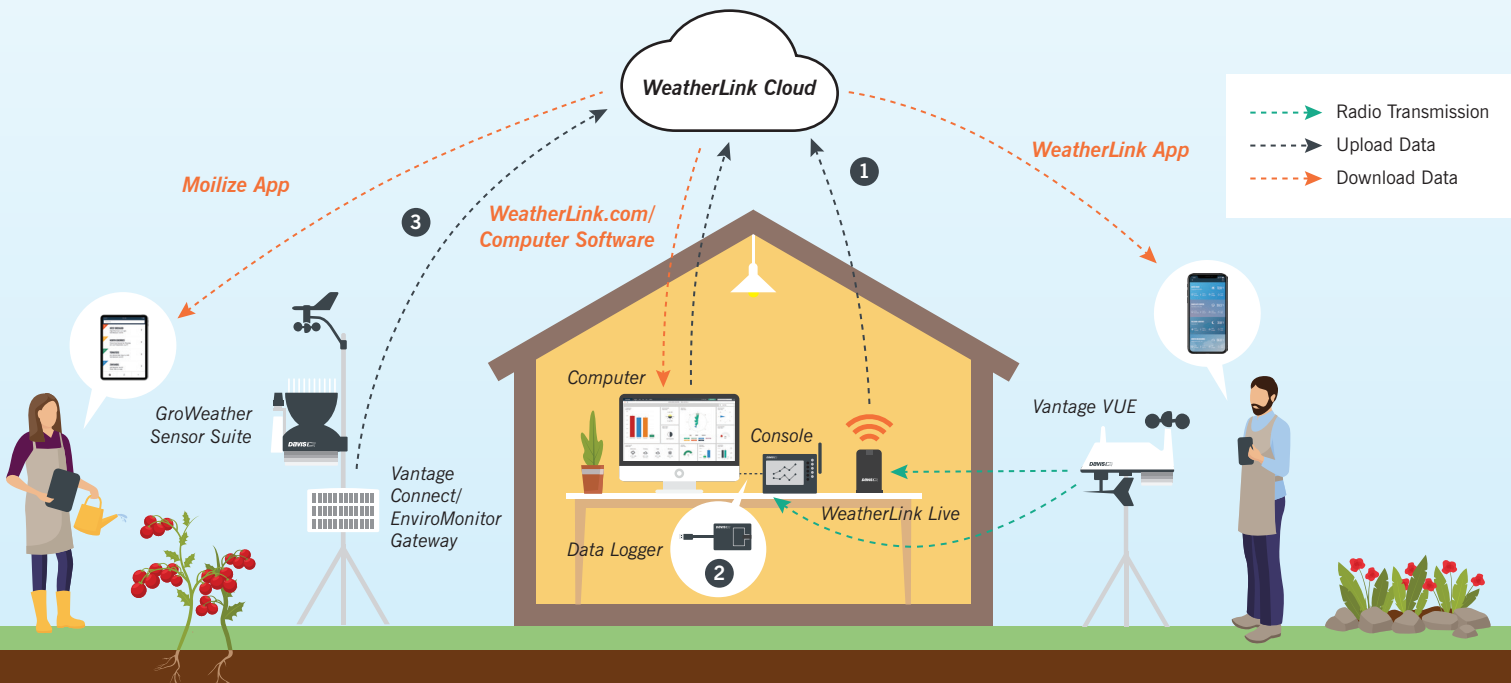 WeatherLink Cloud
Radio Transmission
Upload Data
Download Data
WeatherLink App
1
Moilize App
3
WeatherLink.com/
Computer Software
Computer
Console
Vantage VUE
GroWeather
Sensor Suite
DAVIS
DAVIS
DAVIS
Vantage
Connect/
EnviroMonitor
Gateway
WeatherLink Live
Data Logger
DAVIS
2